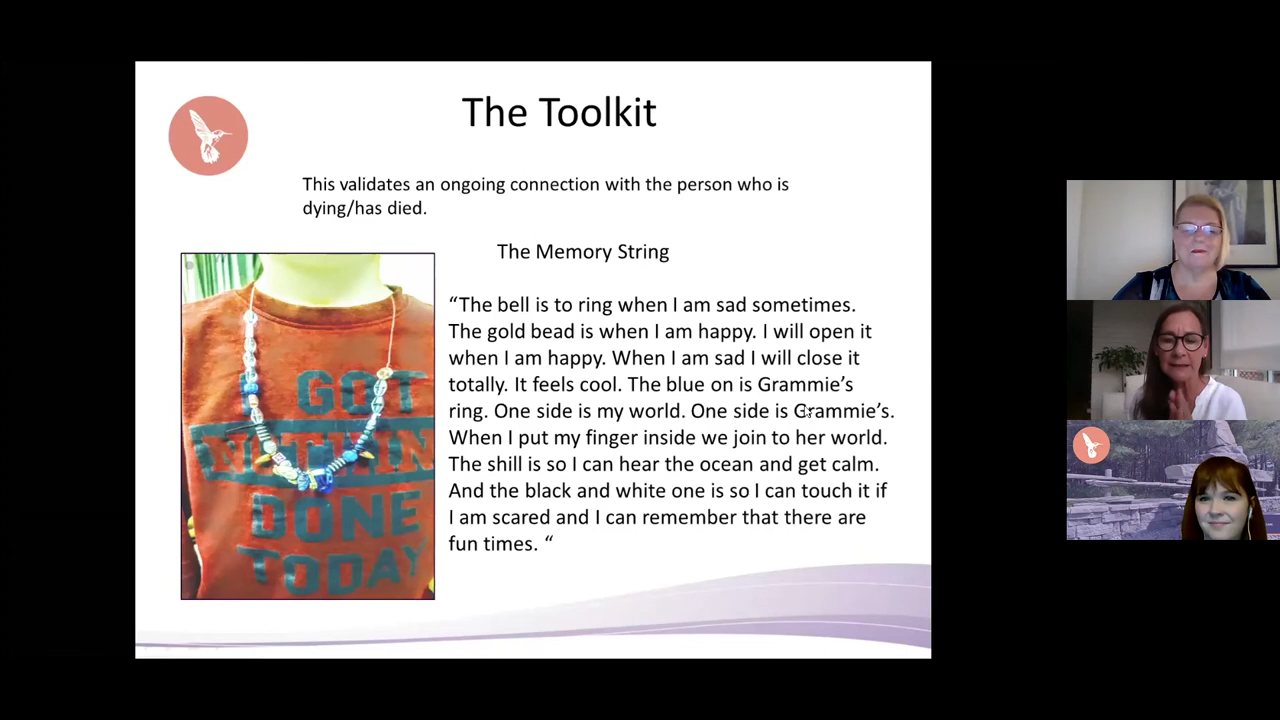 The Toolkit
This validates an ongoing connection with the person who is
dying/has died.
The Memory String
GOT
NOTHIN
DONE
TODAY
“The bell is to ring when I am sad sometimes.
The gold bead is when I am happy. I will open it
when I am happy. When I am sad I will close it
totally. It feels cool. The blue on is Grammie’s
ring. One side is my world. One side is Grammie’s.
When I put my finger inside we join to her world.
The shill is so I can hear the ocean and get calm.
And the black and white one is so I can touch it if
I am scared and I can remember that there are
fun times. “